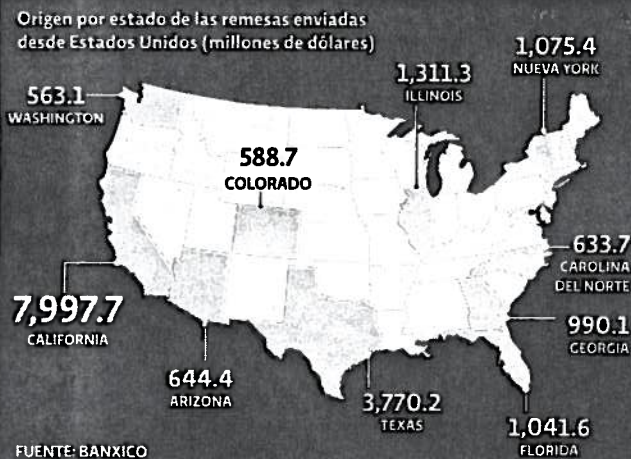 Origen por estado de las remesas enviadas
desde Estados Unidos (millones de dólares)
1,075.4
NUEVA YORK
1,311.3
ILLINOIS
563.1
WASHINGTON
588.7
COLORADO
633.7
CAROLINA
DEL NORTE
7,997.7
CALIFORNIA
990.1
GEORGIA
644.4
ARIZONA
3,770.2
TEXAS
1,041.6
FLORIDA
FUENTE: BANXICO